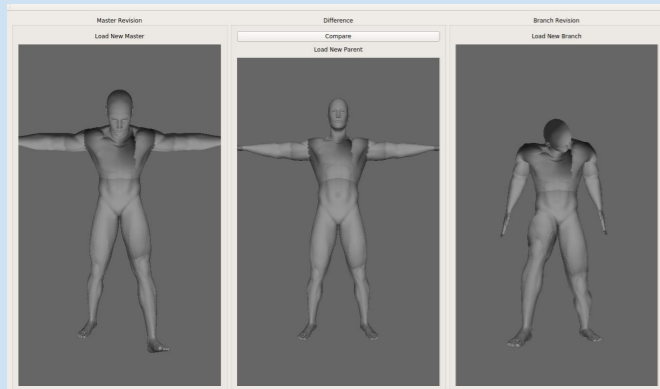 Master Revision
Load New Master
Difference
Compare
Load New Parent
Branch Revision
Load New Branch